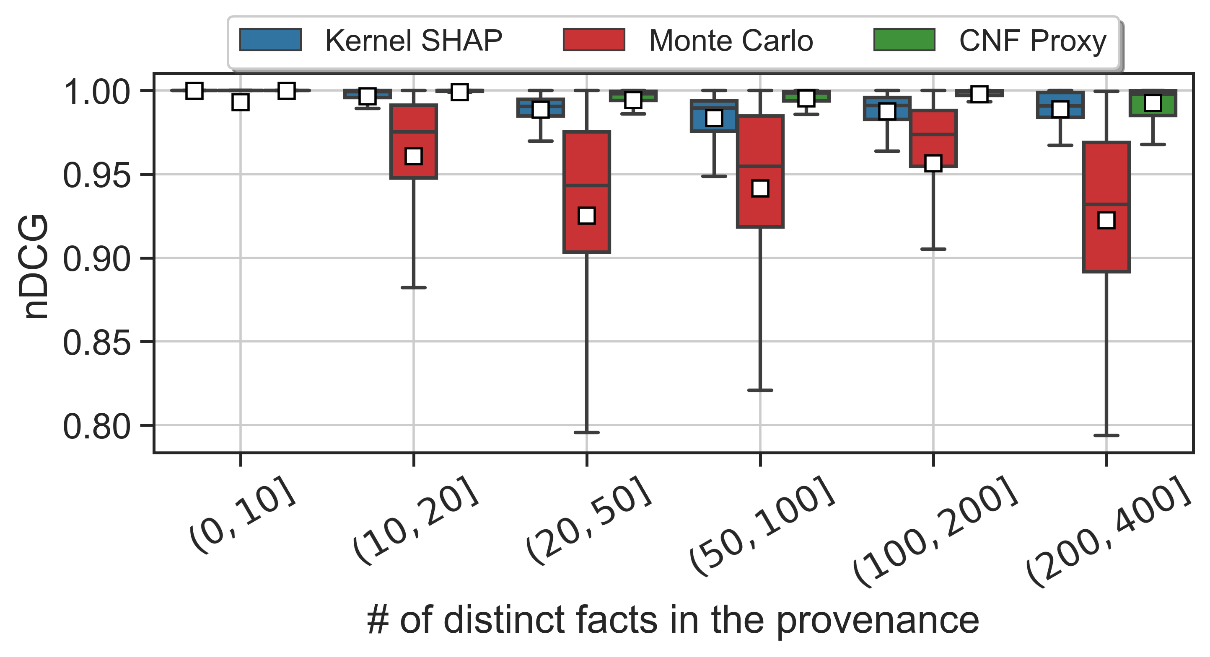 Kernel SHAP Monte Carlo CNF Proxy
1.00
0.95
0.90
0.85
0.80
nDCG
(0, 10] (10, 20] (20, 50] (50, 100] (100, 200] (200, 400]
# of distinct facts in the provenance